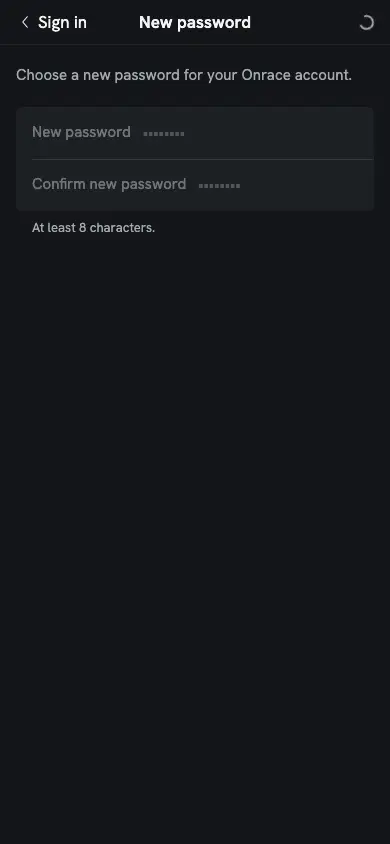 Sign in
New password
Choose a new password for your Onrace account.
New password ▪▪▪▪▪▪▪▪
Confirm new password ▪▪▪▪▪▪▪▪
At least 8 characters.